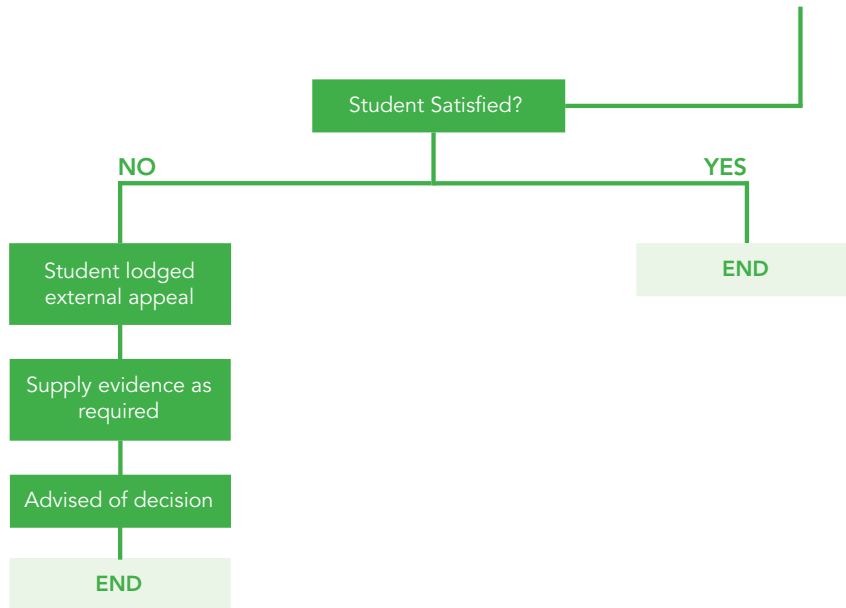 Student Satisfied?
NO
YES
Student lodged
external appeal
END
Supply evidence as
required
Advised of decision
END